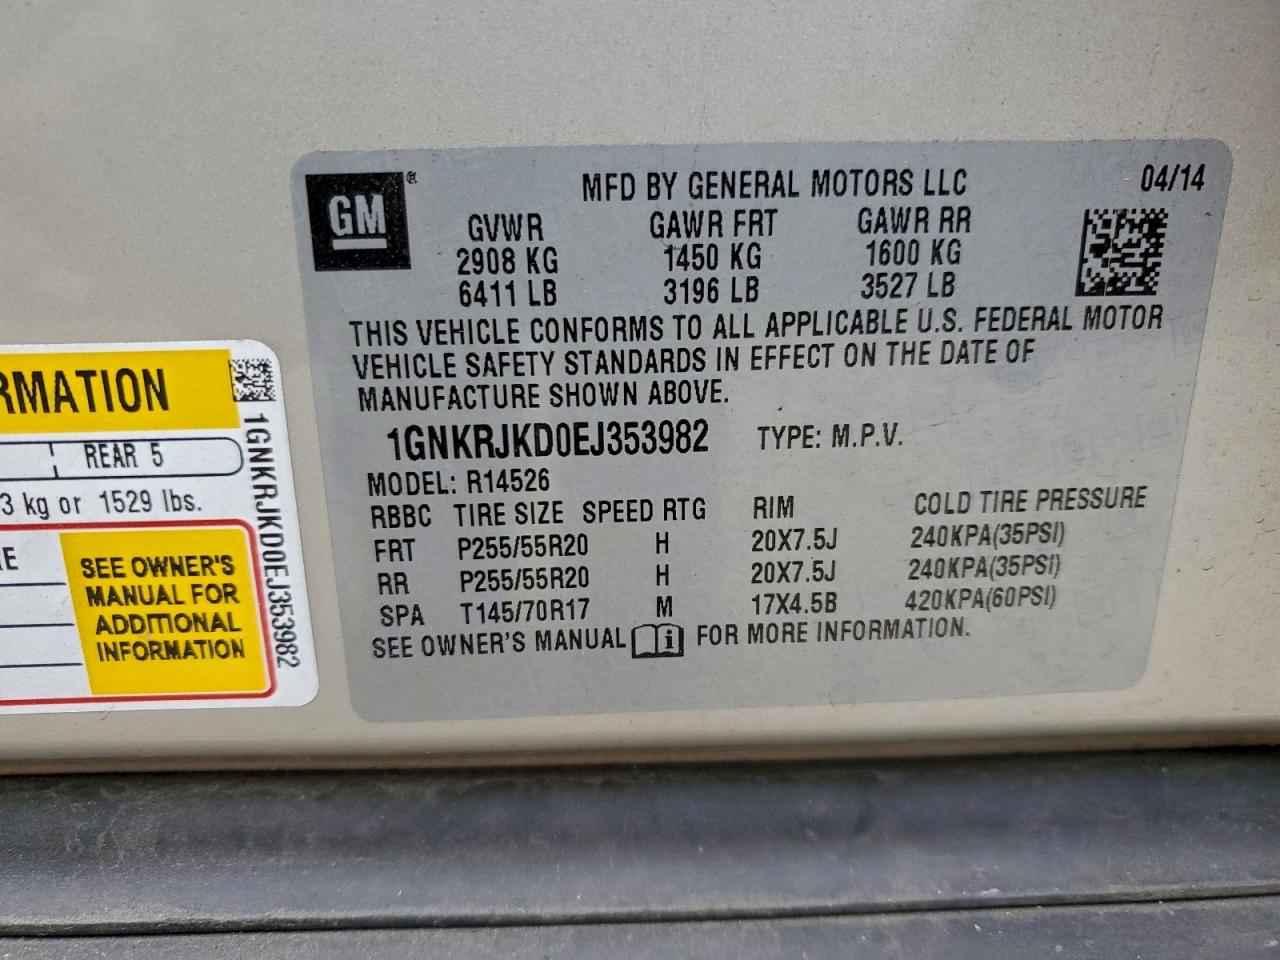 GM ®
MFD BY GENERAL MOTORS LLC 04/14
GVWR GAWR FRT GAWR RR
2908 KG 1450 KG 1600 KG
6411 LB 3196 LB 3527 LB
THIS VEHICLE CONFORMS TO ALL APPLICABLE U.S. FEDERAL MOTOR
VEHICLE SAFETY STANDARDS IN EFFECT ON THE DATE OF
MANUFACTURE SHOWN ABOVE.
1GNKRJKD0EJ353982 TYPE: M.P.V.
MODEL: R14526
RBBC TIRE SIZE SPEED RTG RIM COLD TIRE PRESSURE
FRT P255/55R20 H 20X7.5J 240KPA(35PSI)
RR P255/55R20 H 20X7.5J 240KPA(35PSI)
SPA T145/70R17 M 17X4.5B 420KPA(60PSI)
SEE OWNER'S MANUAL i FOR MORE INFORMATION.
RMATION
REAR 5
3 kg or 1529 lbs.
E
SEE OWNER'S
MANUAL FOR
ADDITIONAL
INFORMATION
1GNKRJKD0EJ353982